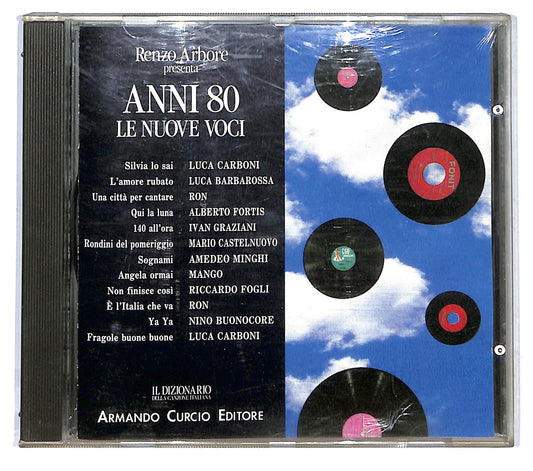 Renzo Arbore
presenta
ANNI 80
LE NUOVE VOCI
Silvia lo sai LUCA CARBONI
L'amore rubato LUCA BARBAROSSA
Una città per cantare RON
Qui la luna ALBERTO FORTIS
140 all'ora IVAN GRAZIANI
Rondini del pomeriggio MARIO CASTELNUOVO
Sognami AMEDEO MINGHI
Angela ormai MANGO
Non finisce così RICCARDO FOGLI
È l'Italia che va RON
Ya Ya NINO BUONOCORE
Fragole buone buone LUCA CARBONI
IL DIZIONARIO
DELLA CANZONE ITALIANA
ARMANDO CURCIO EDITORE
FONIT